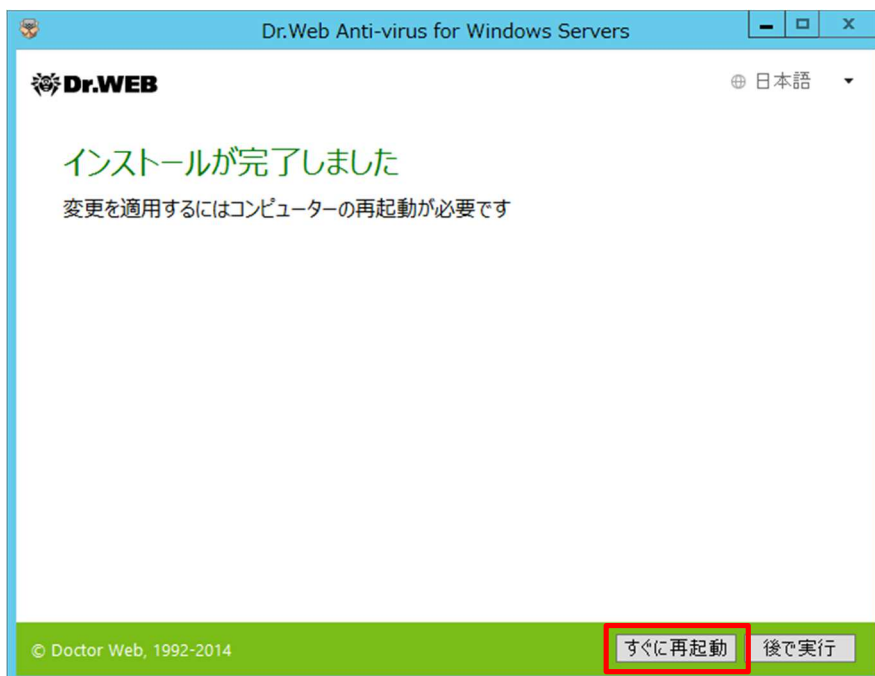 Dr.Web Anti-virus for Windows Servers
Dr.WEB
日本語
インストールが完了しました
変更を適用するにはコンピューターの再起動が必要です
© Doctor Web, 1992-2014
すぐに再起動
後で実行